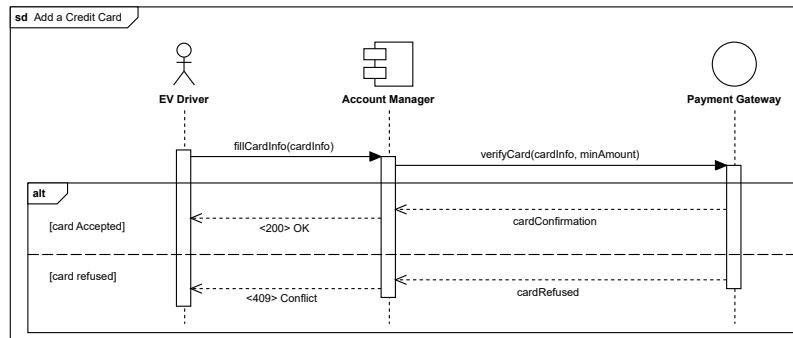 sd Add a Credit Card
EV Driver
Account Manager
Payment Gateway
fillCardInfo(cardInfo)
verifyCard(cardInfo, minAmount)
alt
[card Accepted]
<200> OK
cardConfirmation
[card refused]
<409> Conflict
cardRefused